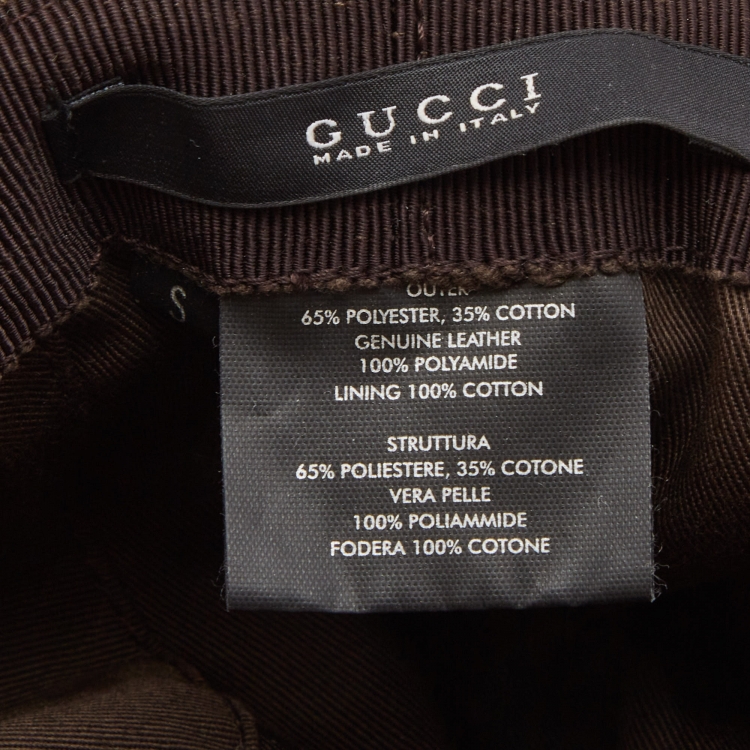 GUCCI
MADE IN ITALY
S
OUTER
65% POLYESTER, 35% COTTON
GENUINE LEATHER
100% POLYAMIDE
LINING 100% COTTON
STRUTTURA
65% POLIESTERE, 35% COTONE
VERA PELLE
100% POLIAMMIDE
FODERA 100% COTONE